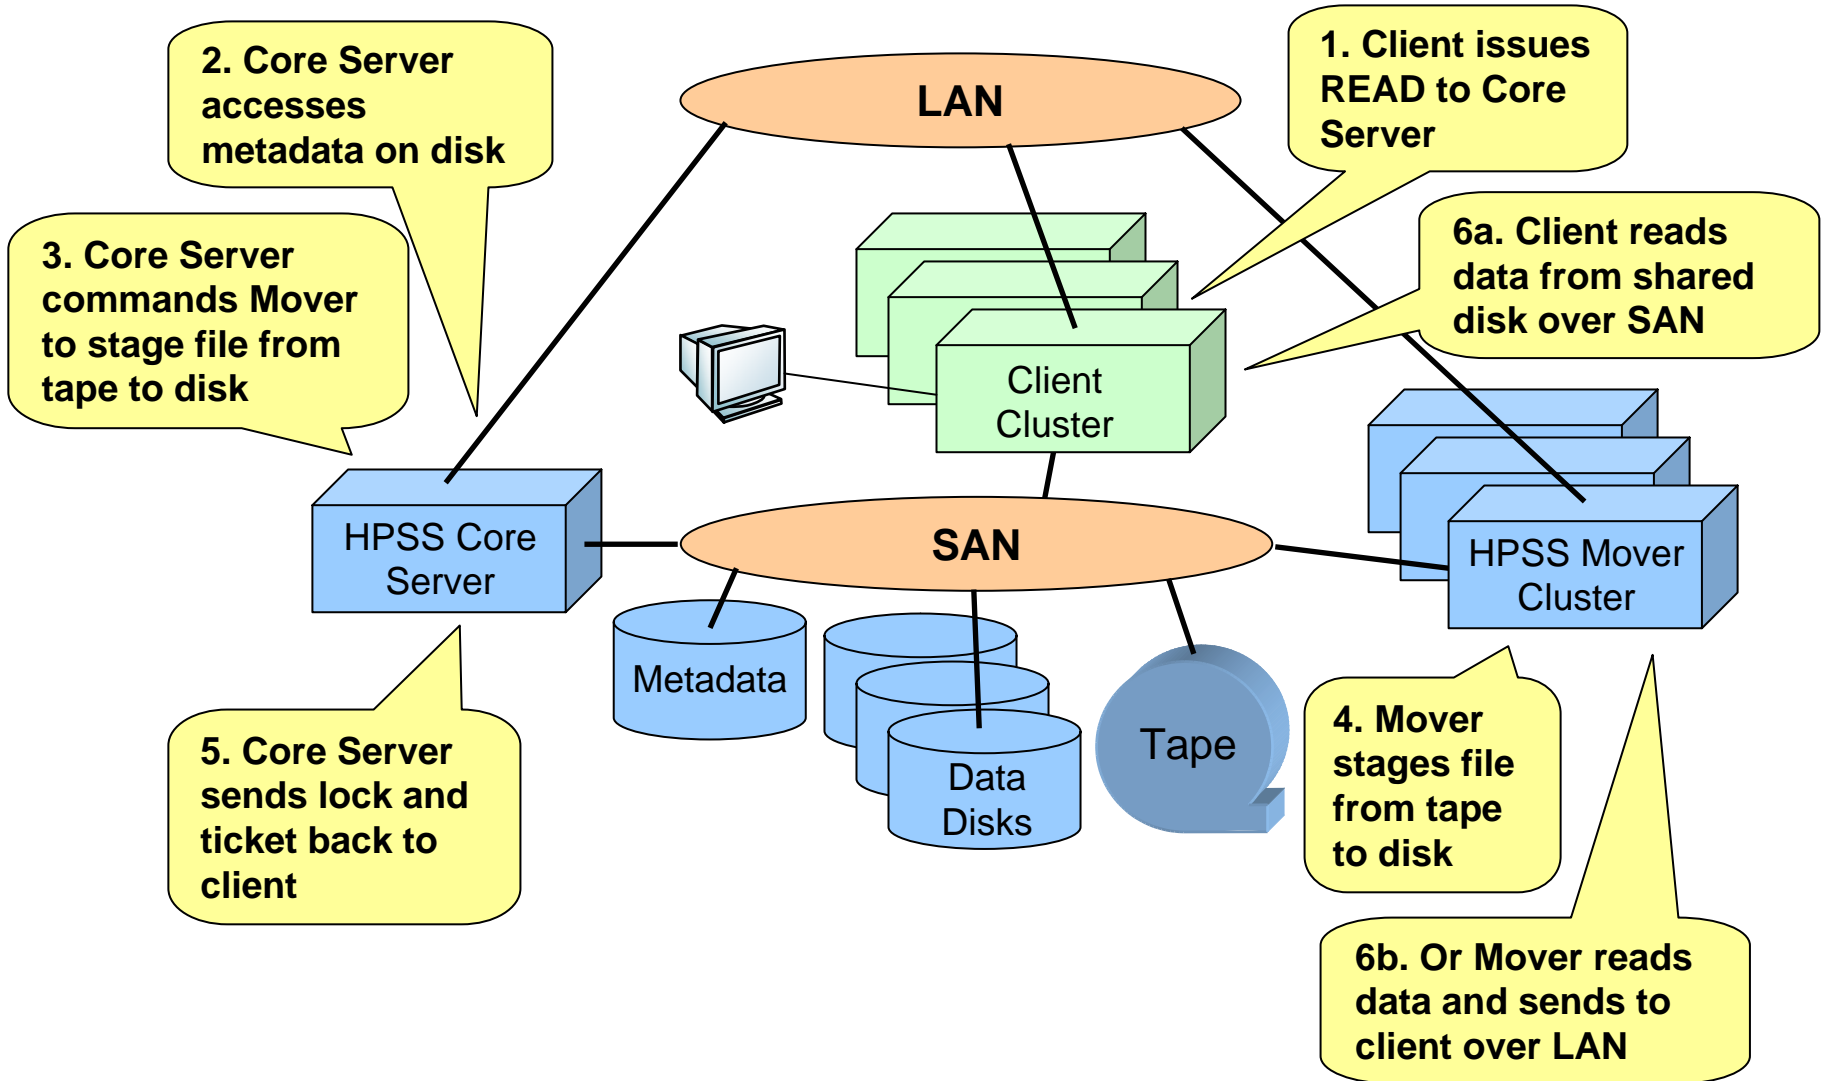 LAN
1. Client issues
READ to Core
Server
2. Core Server
accesses
metadata on disk
3. Core Server
commands Mover
to stage file from
tape to disk
6a. Client reads
data from shared
disk over SAN
Client
Cluster
HPSS Core
Server
SAN
HPSS Mover
Cluster
Metadata
Data
Disks
Tape
4. Mover
stages file
from tape
to disk
5. Core Server
sends lock and
ticket back to
client
6b. Or Mover reads
data and sends to
client over LAN